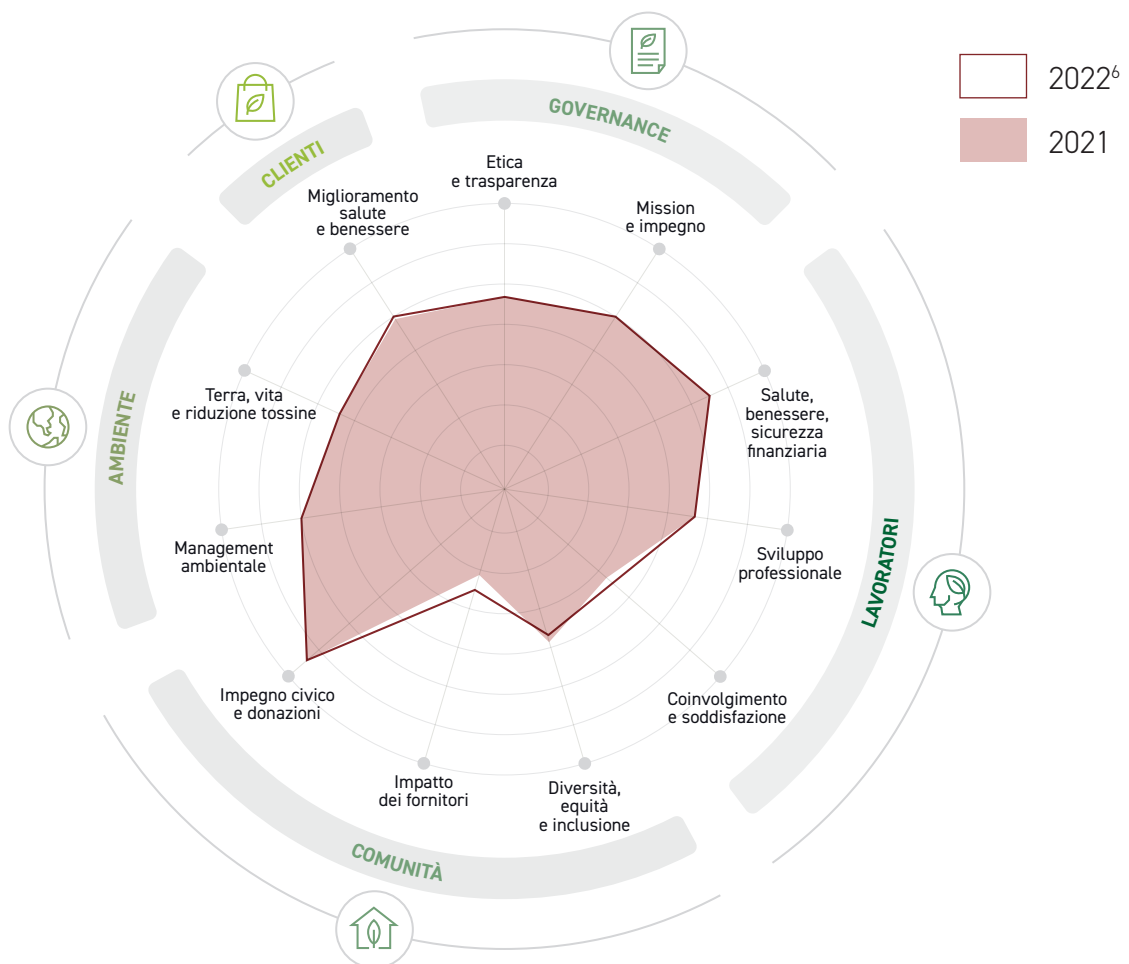 2022⁶
2021
GOVERNANCE
CLIENTI
Etica
e trasparenza
Mission
e impegno
Miglioramento
salute
e benessere
Salute,
benessere,
sicurezza
finanziaria
Terra, vita
e riduzione tossine
AMBIENTE
LAVORATORI
Management
ambientale
Sviluppo
professionale
Impegno civico
e donazioni
Coinvolgimento
e soddisfazione
Impatto
dei fornitori
Diversità,
equità
e inclusione
COMUNITÀ